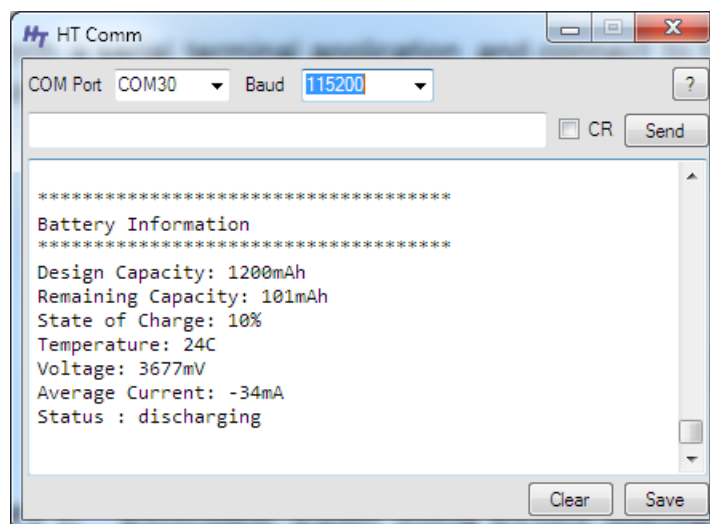 HT HT Comm
COM Port COM30 Baud 115200 ?
CR Send
*************************************
Battery Information
*************************************
Design Capacity: 1200mAh
Remaining Capacity: 101mAh
State of Charge: 10%
Temperature: 24C
Voltage: 3677mV
Average Current: -34mA
Status : discharging
Clear Save